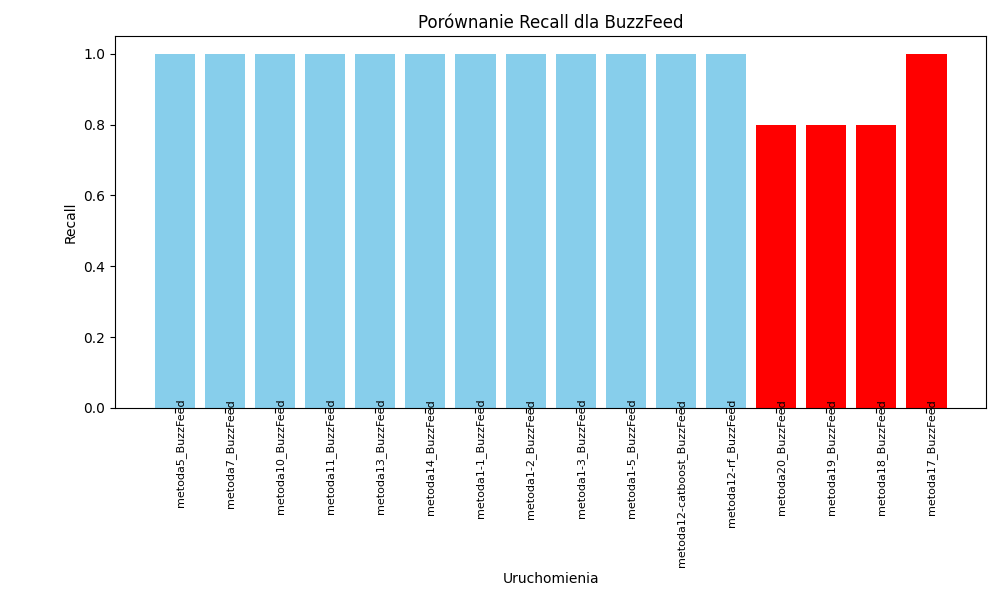 Porównanie Recall dla BuzzFeed
Recall
1.0
0.8
0.6
0.4
0.2
0.0
metoda5_BuzzFeed
metoda7_BuzzFeed
metoda10_BuzzFeed
metoda11_BuzzFeed
metoda13_BuzzFeed
metoda14_BuzzFeed
metoda1-1_BuzzFeed
metoda1-2_BuzzFeed
metoda1-3_BuzzFeed
metoda1-5_BuzzFeed
metoda12-catboost_BuzzFeed
metoda12-rf_BuzzFeed
metoda20_BuzzFeed
metoda19_BuzzFeed
metoda18_BuzzFeed
metoda17_BuzzFeed
Uruchomienia